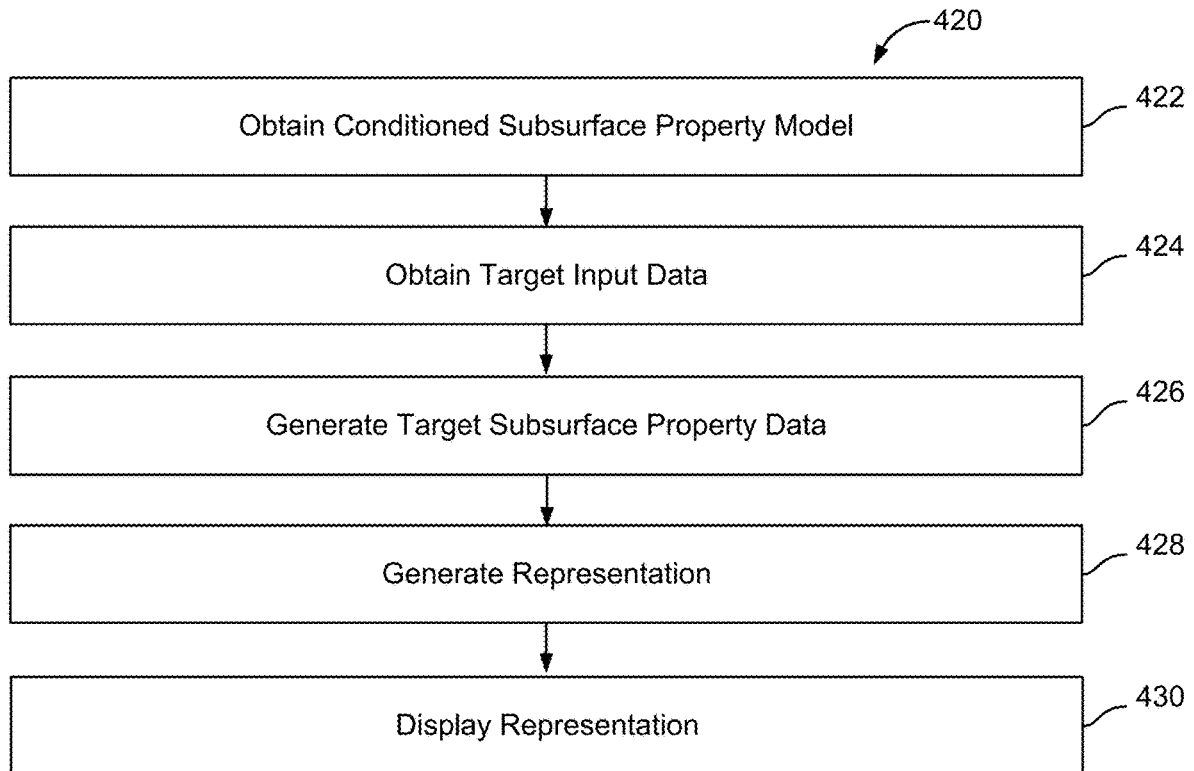 420
Obtain Conditioned Subsurface Property Model
422
Obtain Target Input Data
424
Generate Target Subsurface Property Data
426
Generate Representation
428
Display Representation
430